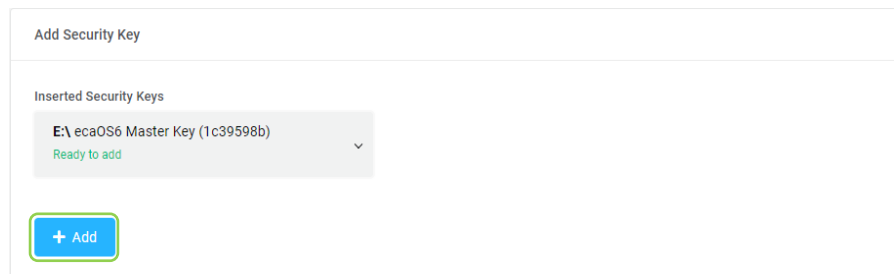 Add Security Key
Inserted Security Keys
E:\ ecaOS6 Master Key (1c39598b)
Ready to add
+ Add